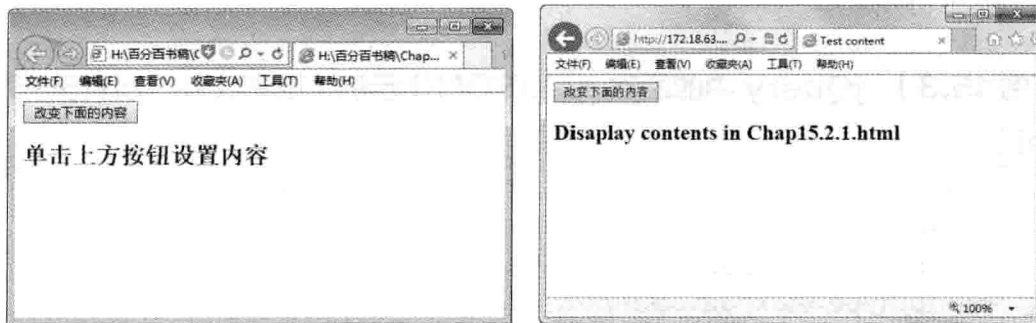 H:\百分百书稿\C
H:\百分百书稿\Chap... ×
文件(F) 编辑(E) 查看(V) 收藏夹(A) 工具(T) 帮助(H)
改变下面的内容
单击上方按钮设置内容
http://172.18.63....
Test content ×
文件(F) 编辑(E) 查看(V) 收藏夹(A) 工具(T) 帮助(H)
改变下面的内容
Disaplay contents in Chap15.2.1.html
100%